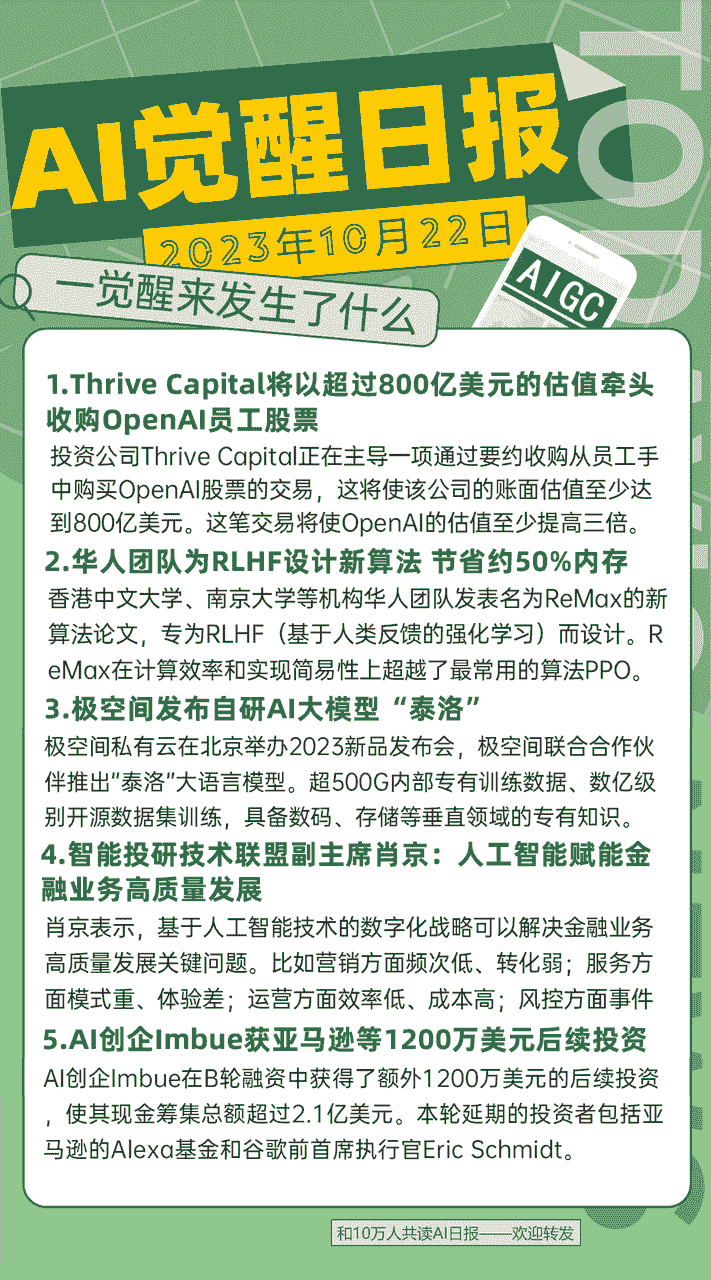 AI觉醒日报
2023年10月22日
一觉醒来发生了什么
AIGC
1.Thrive Capital将以超过800亿美元的估值牵头
收购OpenAI员工股票
投资公司Thrive Capital正在主导一项通过要约收购从员工手
中购买OpenAI股票的交易，这将使该公司的账面估值至少达
到800亿美元。这笔交易将使OpenAI的估值至少提高三倍。
2.华人团队为RLHF设计新算法 节省约50%内存
香港中文大学、南京大学等机构华人团队发表名为ReMax的新
算法论文，专为RLHF（基于人类反馈的强化学习）而设计。R
eMax在计算效率和实现简易性上超越了最常用的算法PPO。
3.极空间发布自研AI大模型“泰洛”
极空间私有云在北京举办2023新品发布会，极空间联合合作伙
伴推出“泰洛”大语言模型。超500G内部专有训练数据、数亿级
别开源数据集训练，具备数码、存储等垂直领域的专有知识。
4.智能投研技术联盟副主席肖京：人工智能赋能金
融业务高质量发展
肖京表示，基于人工智能技术的数字化战略可以解决金融业务
高质量发展关键问题。比如营销方面频次低、转化弱；服务方
面模式重、体验差；运营方面效率低、成本高；风控方面事件
5.AI创企Imbue获亚马逊等1200万美元后续投资
AI创企Imbue在B轮融资中获得了额外1200万美元的后续投资
，使其现金筹集总额超过2.1亿美元。本轮延期的投资者包括亚
马逊的Alexa基金和谷歌前首席执行官Eric Schmidt。
和10万人共读AI日报——欢迎转发